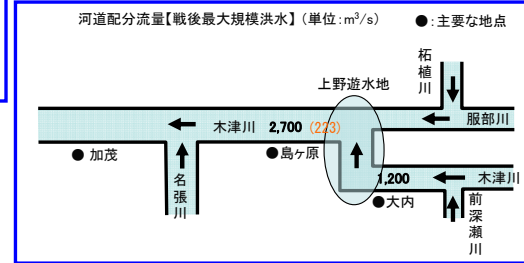 河道配分流量【戦後最大規模洪水】（単位：m³/s）
●：主要な地点
柘植川
上野遊水地
服部川
木津川 2,700 (223)
●加茂
●島ヶ原
名張川
1,200
木津川
●大内
前深瀬川